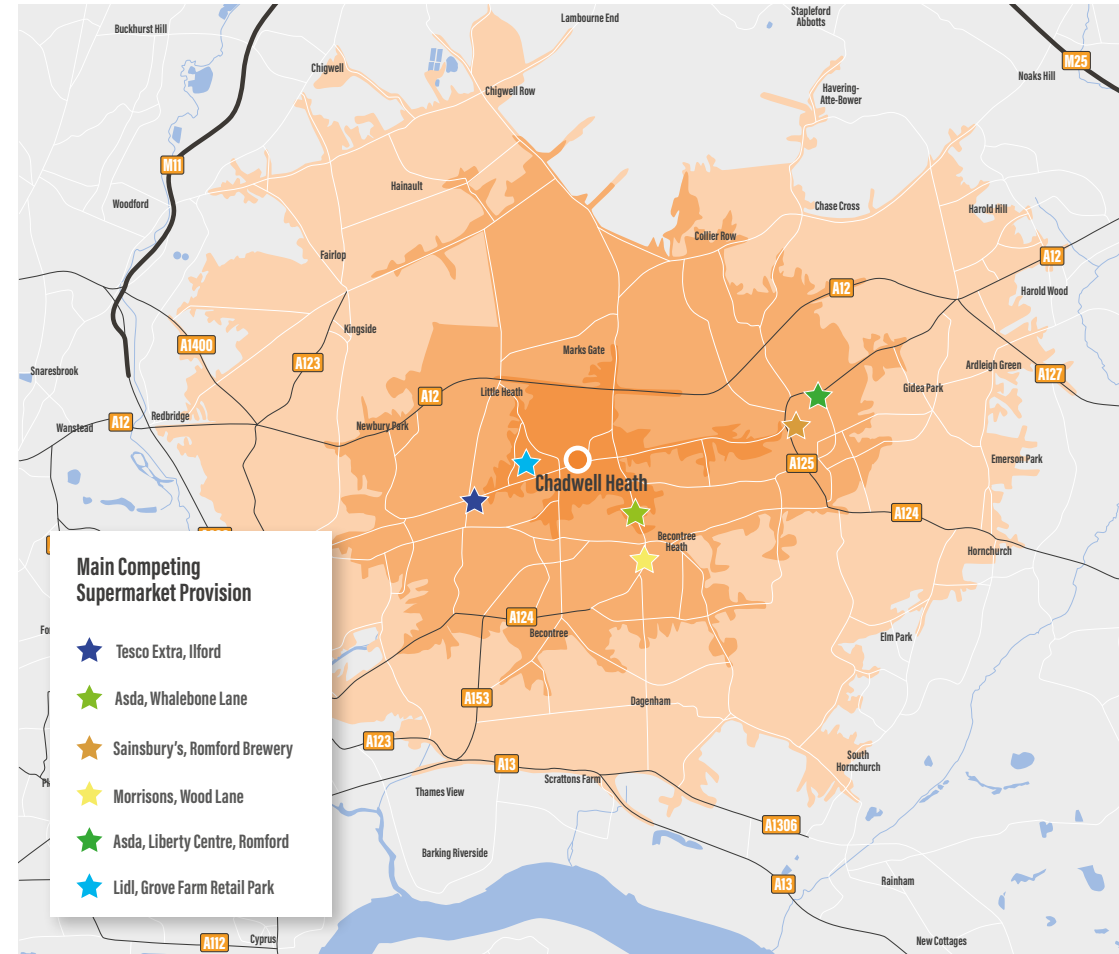 Lambourne End
Stapleford
Abbotts
Buckhurst Hill
M25
Chigwell
Noaks Hill
Chigwell Row
Havering-
Atte-Bower
M11
Hainault
Woodford
Chase Cross
Harold Hill
Collier Row
Fairlop
A12
A12
Harold Wood
Kingside
A1400
Marks Gate
A123
Ardleigh Green
Snaresbrook
A127
Little Heath
Gidea Park
A12
Redbridge
A12
Wanstead
Newbury Park
Emerson Park
A125
Chadwell Heath
A124
Becontree
Heath
Hornchurch
Main Competing
Supermarket Provision
Tesco Extra, Ilford
Asda, Whalebone Lane
Sainsbury's, Romford Brewery
Morrisons, Wood Lane
Asda, Liberty Centre, Romford
Lidl, Grove Farm Retail Park
A124
Becontree
Elm Park
A153
Dagenham
A123
A13
South
Hornchurch
Scrattons Farm
Thames View
A1306
Barking Riverside
A13
Rainham
A112
Cyprus
New Cottages